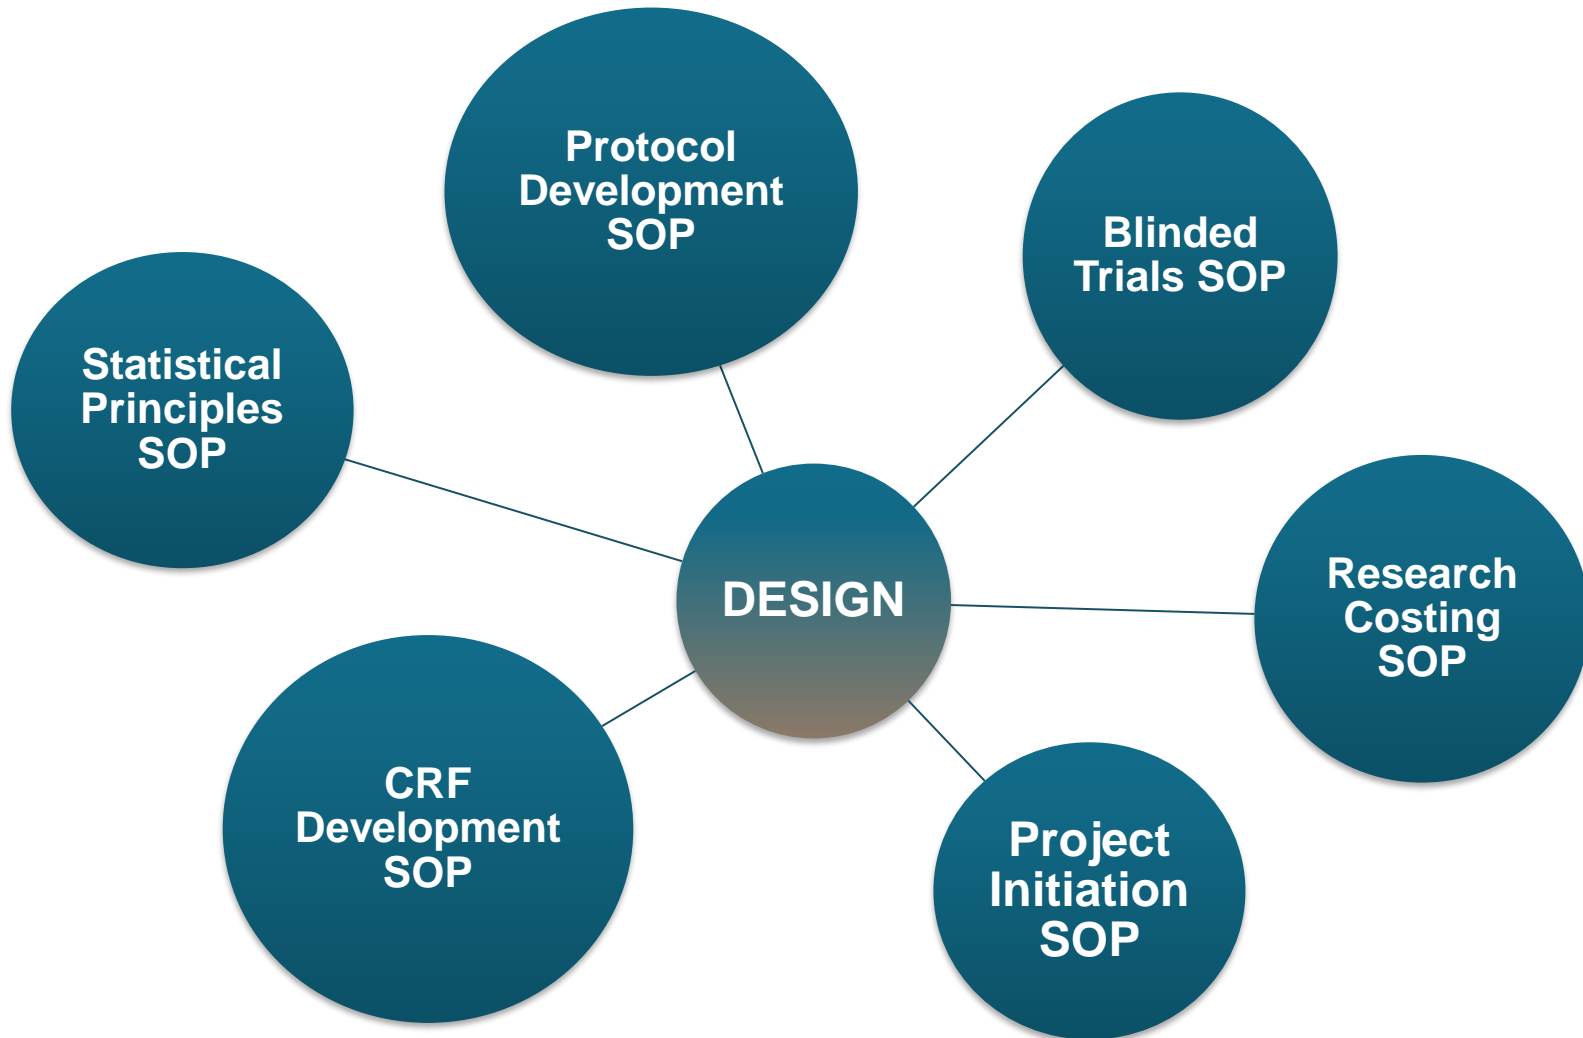 Protocol
Development
SOP
Blinded
Trials SOP
Statistical
Principles
SOP
DESIGN
Research
Costing
SOP
CRF
Development
SOP
Project
Initiation
SOP